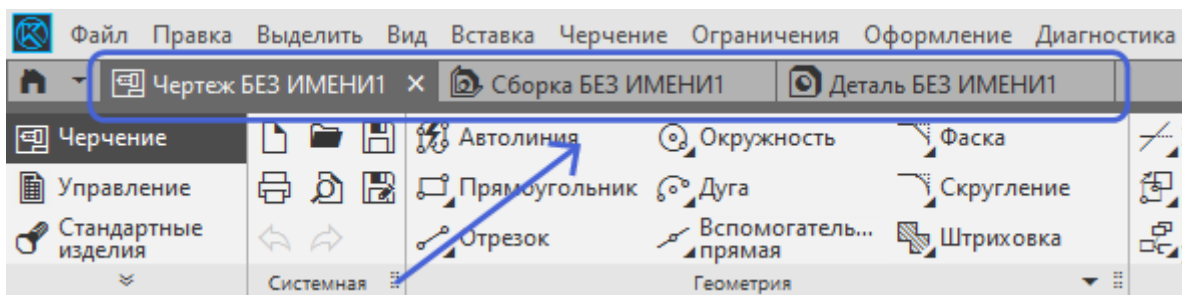 Файл Правка Выделить Вид Вставка Черчение Ограничения Оформление Диагностика
Чертеж БЕЗ ИМЕНИ1 Сборка БЕЗ ИМЕНИ1 Деталь БЕЗ ИМЕНИ1
Черчение Автолиния Окружность Фаска
Управление Прямоугольник Дуга Скругление
Стандартные изделия Отрезок Вспомогатель... прямая Штриховка
Системная Геометрия